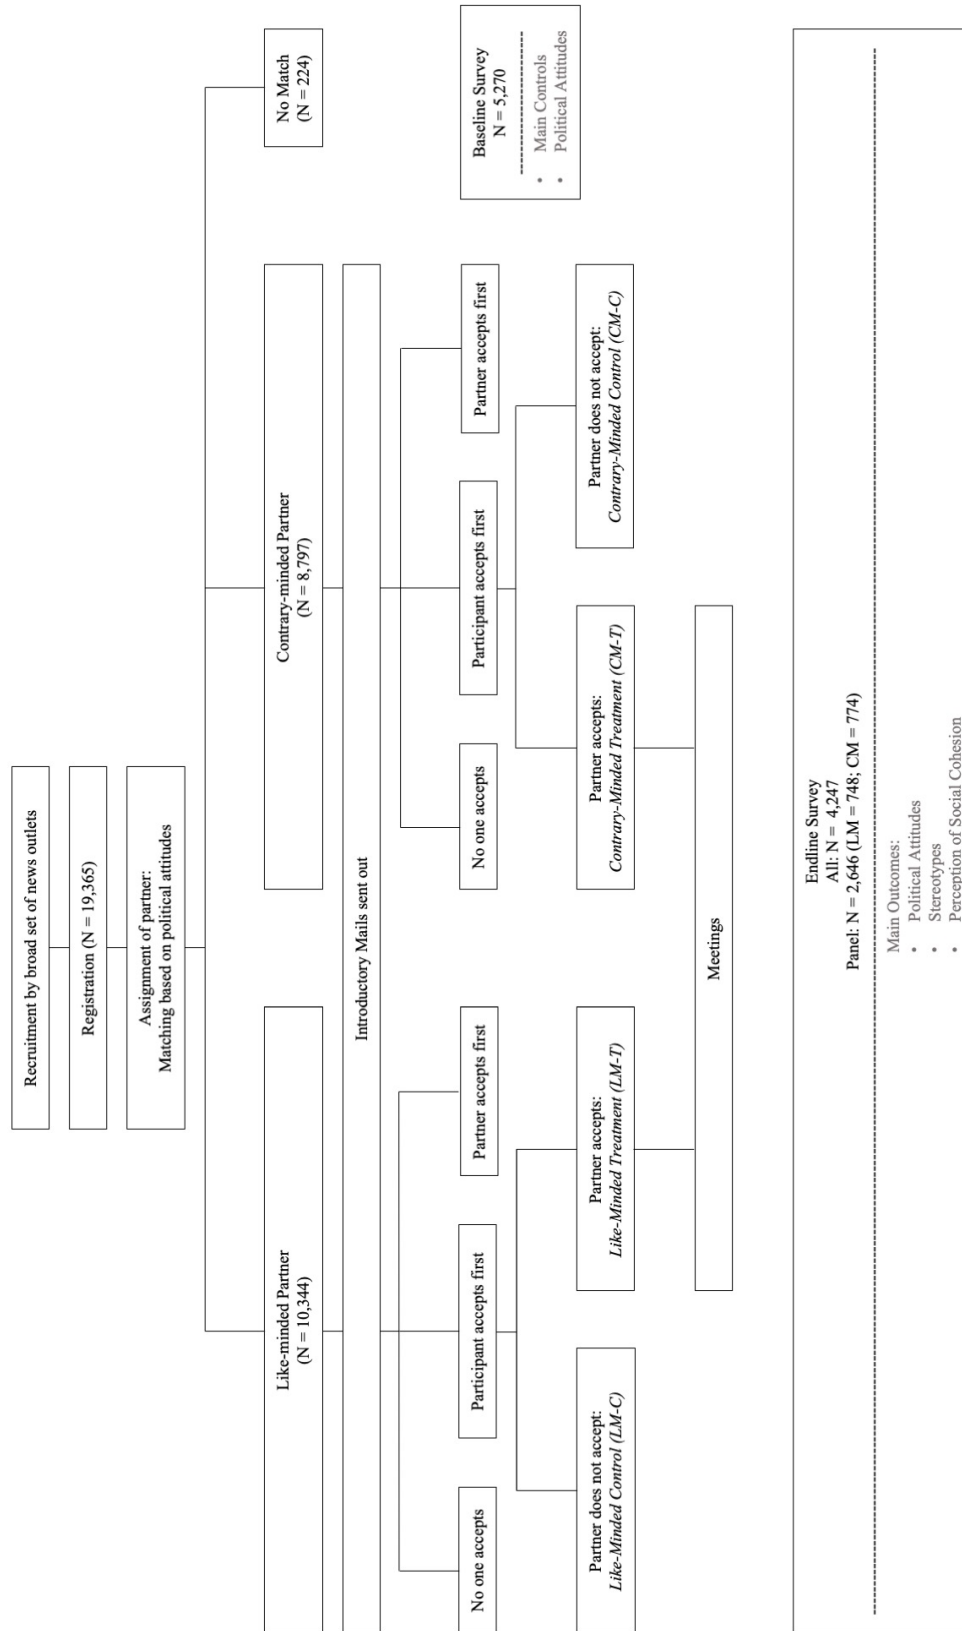 Recruitment by broad set of news outlets
Registration (N = 19,365)
Assignment of partner:
Matching based on political attitudes
Like-minded Partner
(N = 10,344)
Contrary-minded Partner
(N = 8,797)
No Match
(N = 224)
Introductory Mails sent out
No one accepts
Participant accepts first
Partner accepts first
No one accepts
Participant accepts first
Partner accepts first
Baseline Survey
N = 5,270
• Main Controls
• Political Attitudes
Partner does not accept:
Like-Minded Control (LM-C)
Partner accepts:
Like-Minded Treatment (LM-T)
Partner accepts:
Contrary-Minded Treatment (CM-T)
Partner does not accept:
Contrary-Minded Control (CM-C)
Meetings
Endline Survey
All: N = 4,247
Panel: N = 2,646 (LM = 748; CM = 774)
Main Outcomes:
• Political Attitudes
• Stereotypes
• Perception of Social Cohesion